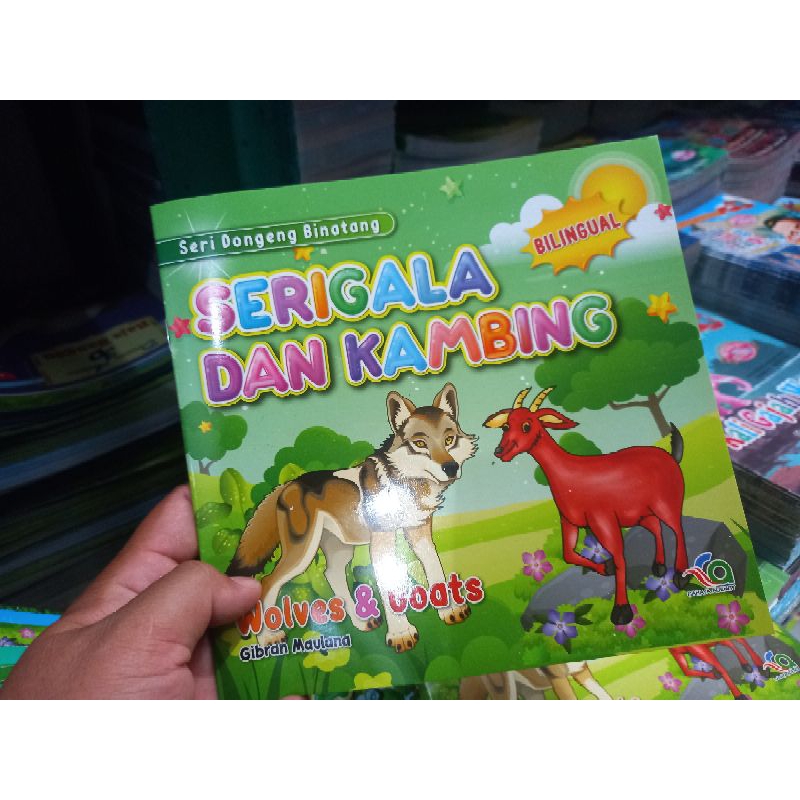 Seri Dongeng Binatang
BILINGUAL
SERIGALA
DAN KAMBING
Wolves & Goats
Gibran Maulana